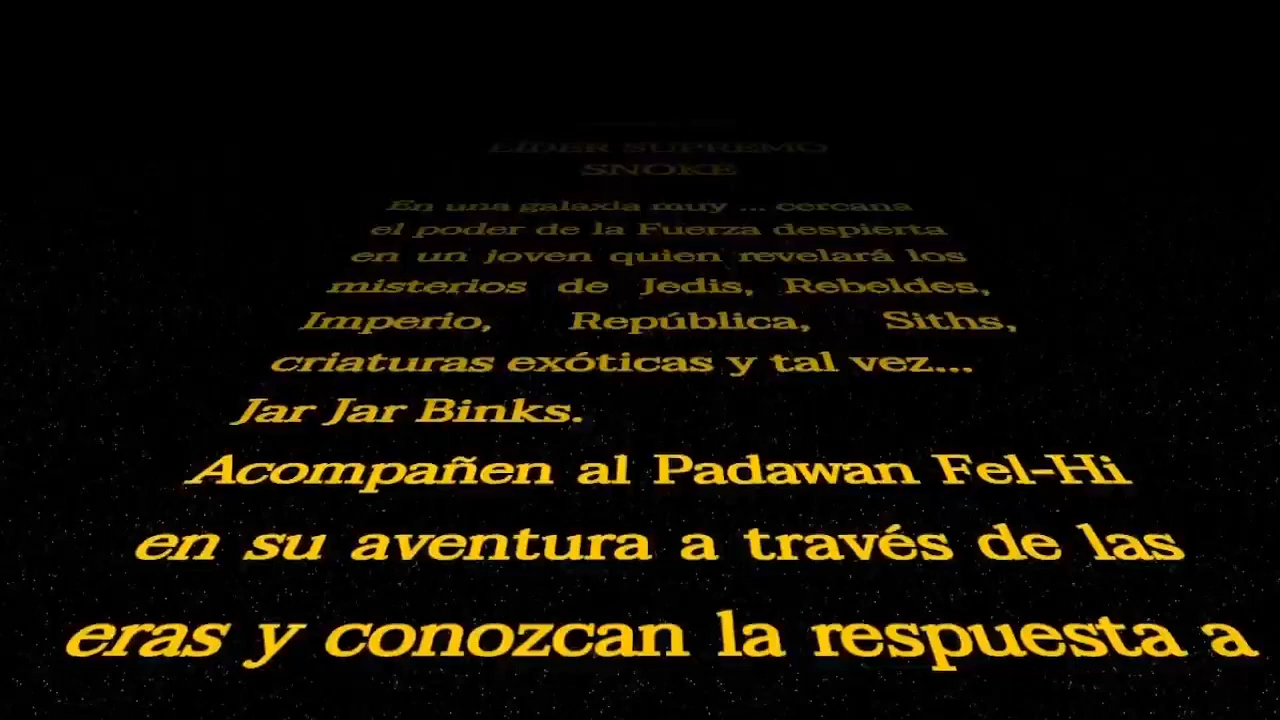 LÍDER SUPREMO
SNOKE
En una galaxia muy ... cercana
el poder de la Fuerza despierta
en un joven quien revelará los
misterios de Jedis, Rebeldes,
Imperio, República, Siths,
criaturas exóticas y tal vez...
Jar Jar Binks.
Acompañen al Padawan Fel-Hi
en su aventura a través de las
eras y conozcan la respuesta a